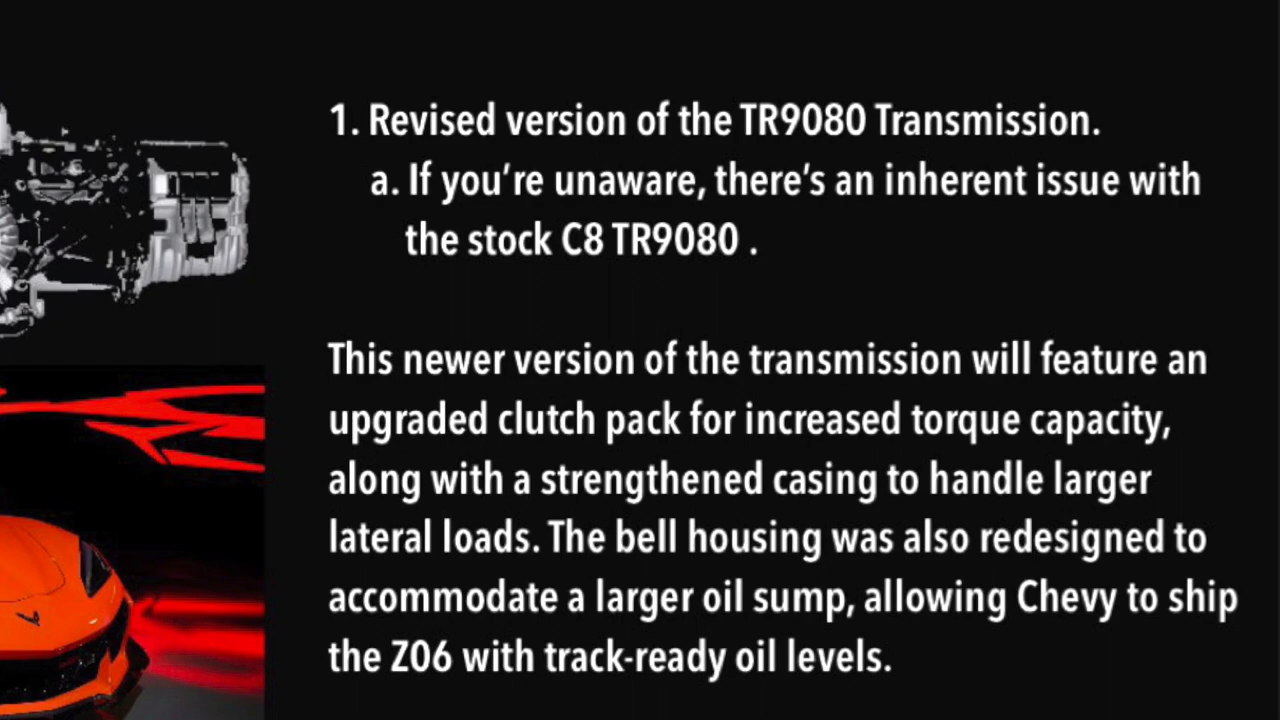 1. Revised version of the TR9080 Transmission.
a. If you're unaware, there's an inherent issue with
the stock C8 TR9080 .
This newer version of the transmission will feature an
upgraded clutch pack for increased torque capacity,
along with a strengthened casing to handle larger
lateral loads. The bell housing was also redesigned to
accommodate a larger oil sump, allowing Chevy to ship
the Z06 with track-ready oil levels.